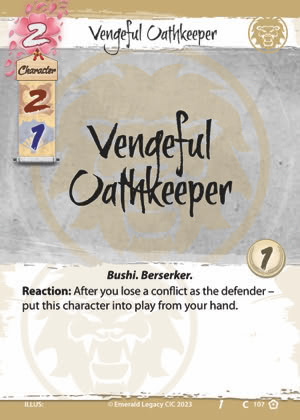 2
Vengeful Oathkeeper
Character
2
1
Vengeful
Oathkeeper
1
Bushi. Berserker.
Reaction: After you lose a conflict as the defender –
put this character into play from your hand.
ILLUS:
© Emerald Legacy CIC 2023
C 107